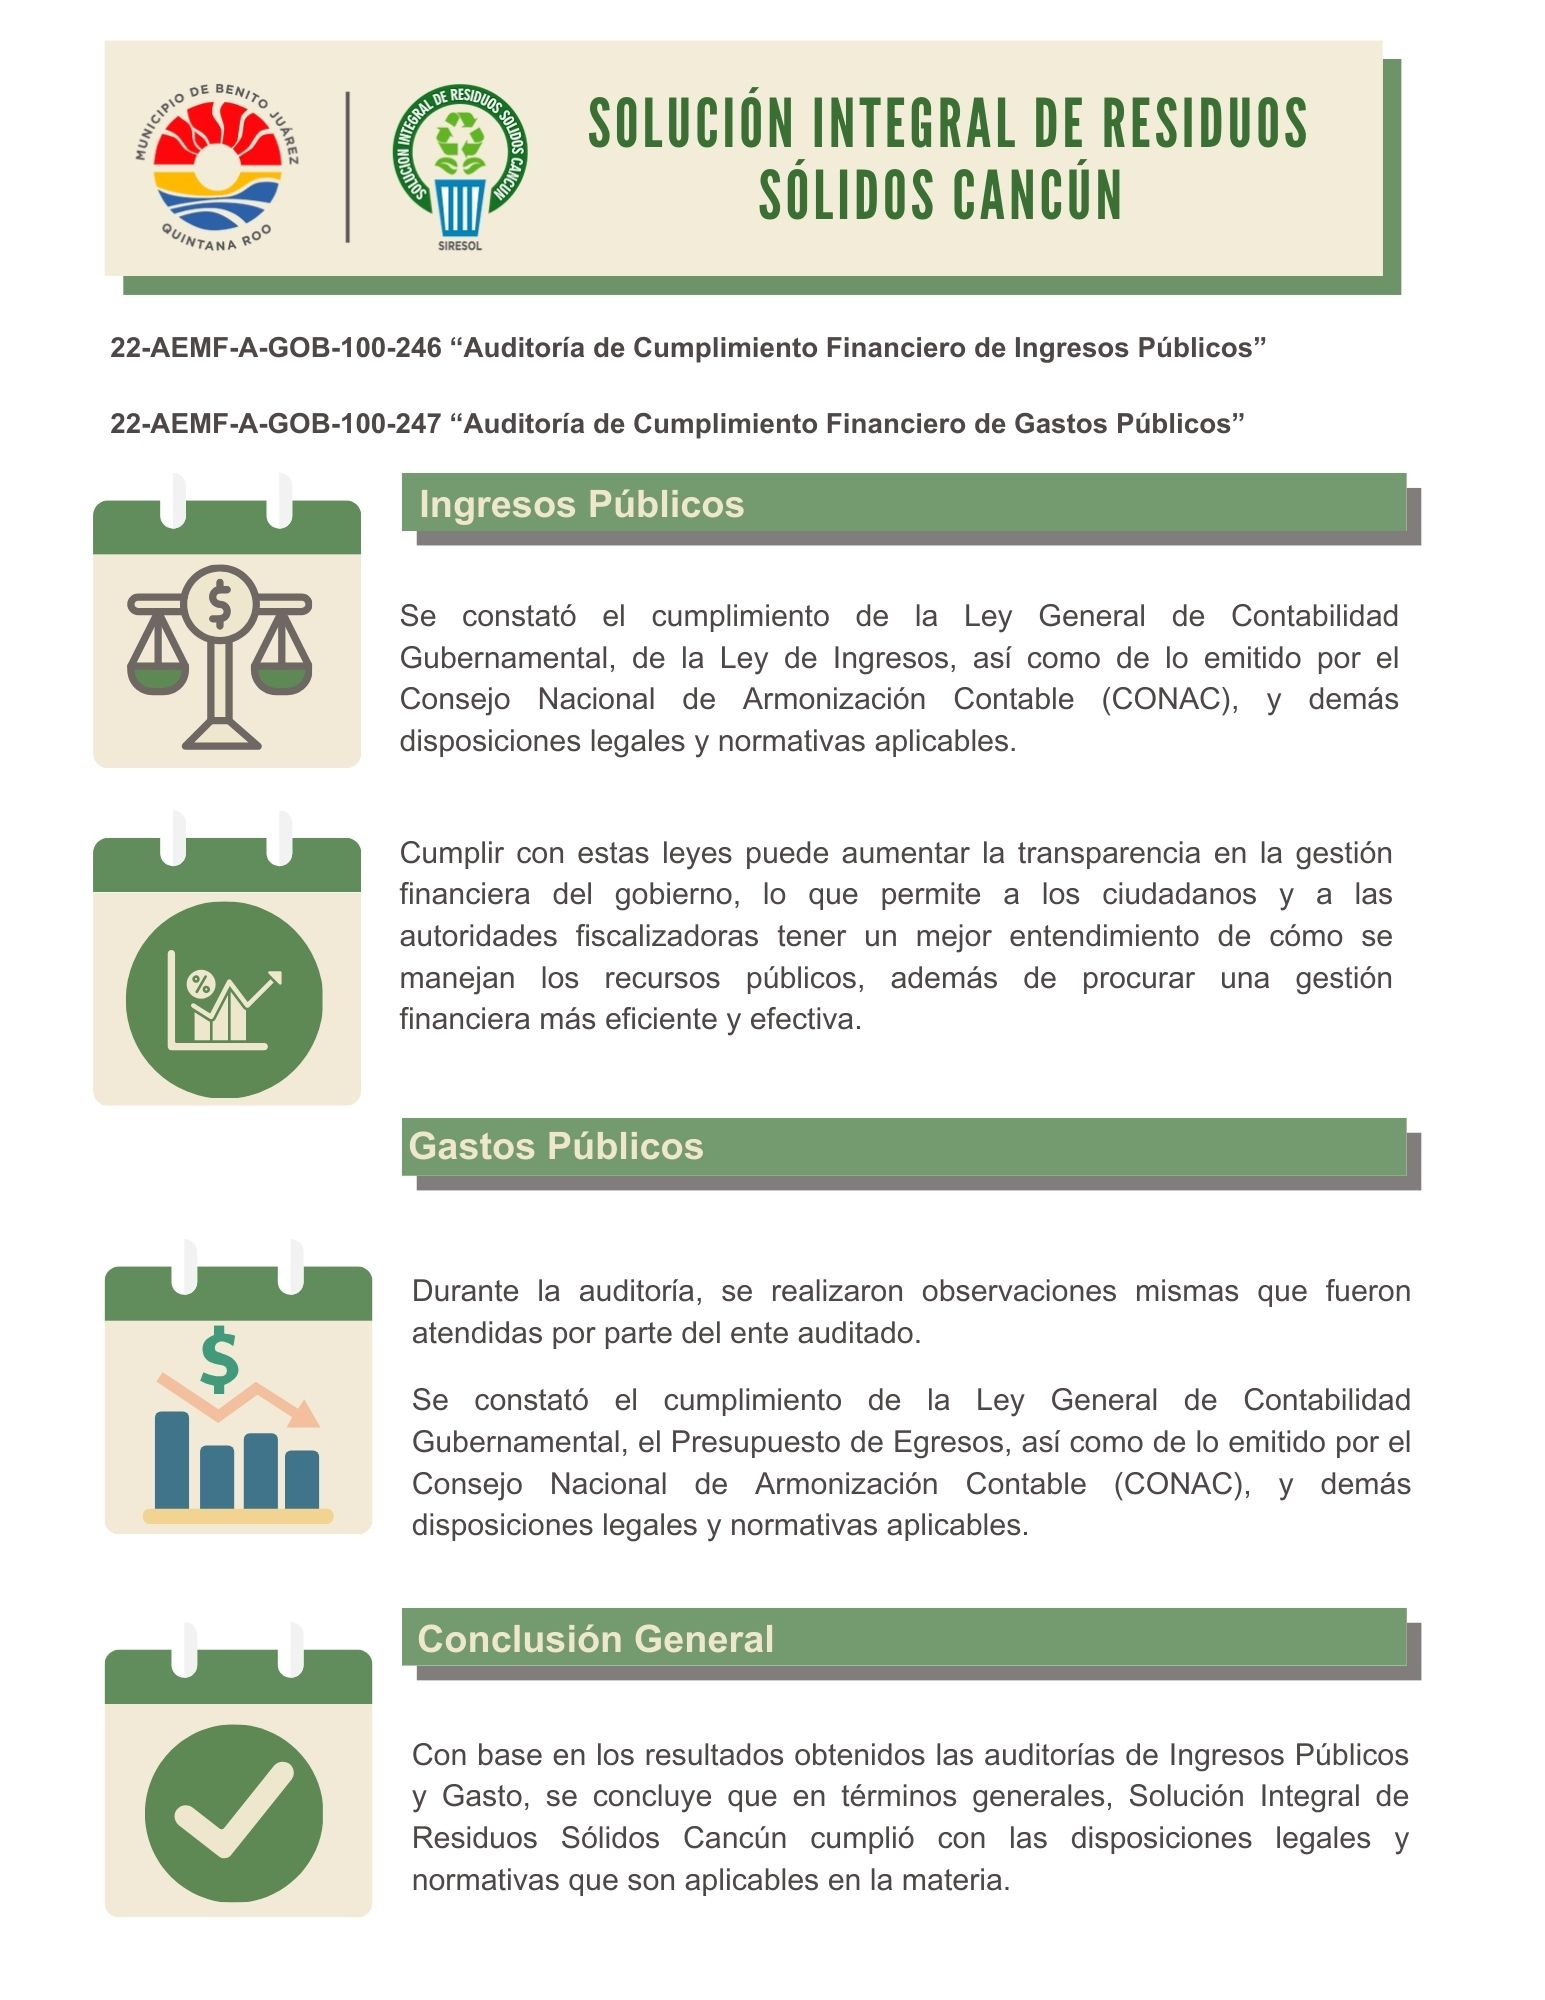 MUNICIPIO DE BENITO JUÁREZ
QUINTANA ROO
SOLUCIÓN INTEGRAL DE RESIDUOS SOLIDOS CANCUN
SIRESOL
SOLUCIÓN INTEGRAL DE RESIDUOS
SÓLIDOS CANCÚN
22-AEMF-A-GOB-100-246 “Auditoría de Cumplimiento Financiero de Ingresos Públicos”
22-AEMF-A-GOB-100-247 “Auditoría de Cumplimiento Financiero de Gastos Públicos”
Ingresos Públicos
$
Se constató el cumplimiento de la Ley General de Contabilidad
Gubernamental, de la Ley de Ingresos, así como de lo emitido por el
Consejo Nacional de Armonización Contable (CONAC), y demás
disposiciones legales y normativas aplicables.
%
Cumplir con estas leyes puede aumentar la transparencia en la gestión
financiera del gobierno, lo que permite a los ciudadanos y a las
autoridades fiscalizadoras tener un mejor entendimiento de cómo se
manejan los recursos públicos, además de procurar una gestión
financiera más eficiente y efectiva.
Gastos Públicos
$
Durante la auditoría, se realizaron observaciones mismas que fueron
atendidas por parte del ente auditado.
Se constató el cumplimiento de la Ley General de Contabilidad
Gubernamental, el Presupuesto de Egresos, así como de lo emitido por el
Consejo Nacional de Armonización Contable (CONAC), y demás
disposiciones legales y normativas aplicables.
Conclusión General
Con base en los resultados obtenidos las auditorías de Ingresos Públicos
y Gasto, se concluye que en términos generales, Solución Integral de
Residuos Sólidos Cancún cumplió con las disposiciones legales y
normativas que son aplicables en la materia.